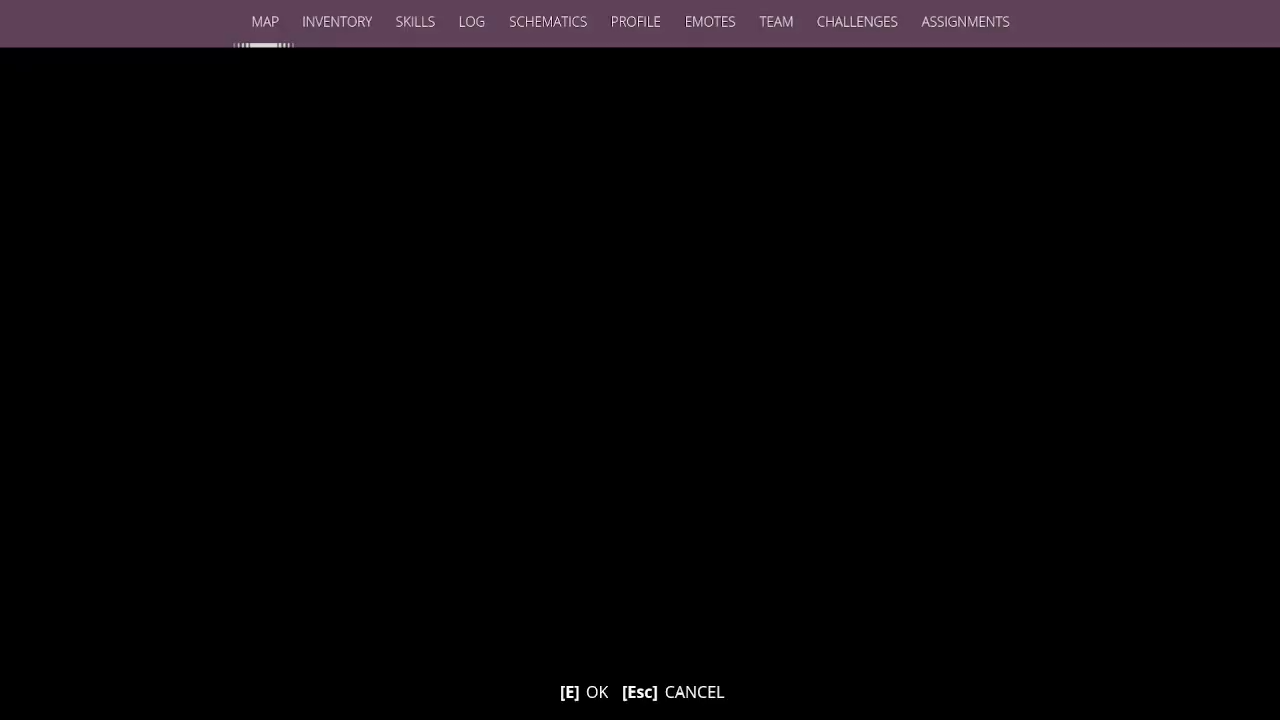 MAP INVENTORY SKILLS LOG SCHEMATICS PROFILE EMOTES TEAM CHALLENGES ASSIGNMENTS
[E] OK [Esc] CANCEL